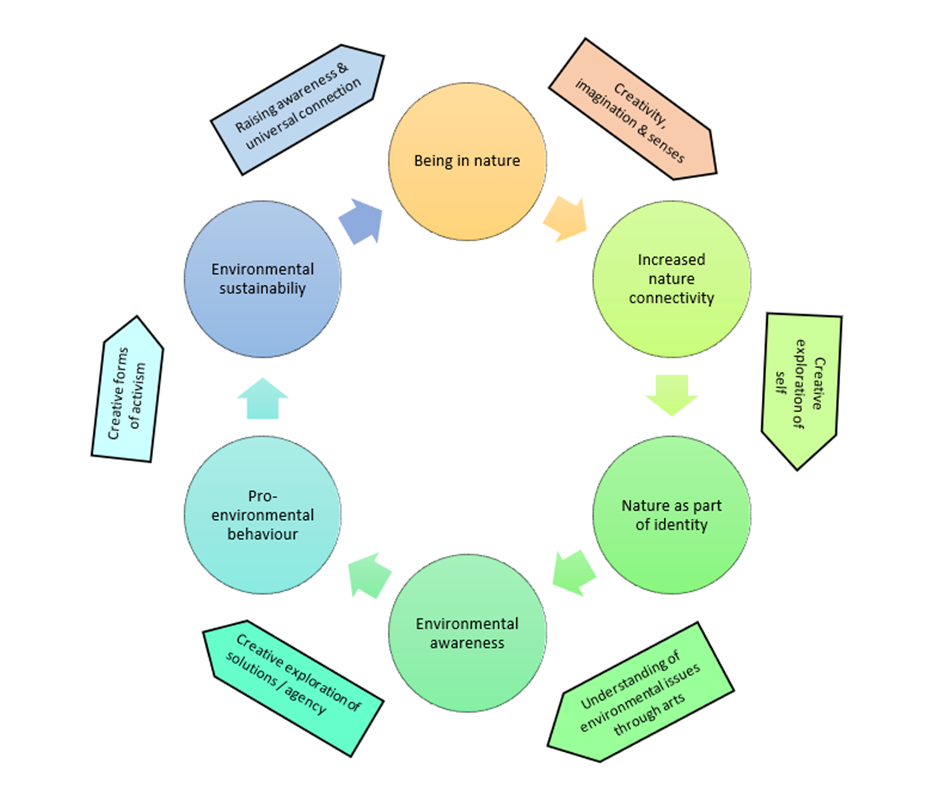 Raising awareness &
universal connection
Being in nature
Creativity,
imagination & senses
Increased
nature
connectivity
Creative
exploration of
self
Nature as part
of identity
Understanding of
environmental issues
through arts
Environmental
awareness
Creative exploration of
solutions / agency
Pro-
environmental
behaviour
Creative forms
of activism
Environmental
sustainabiliy